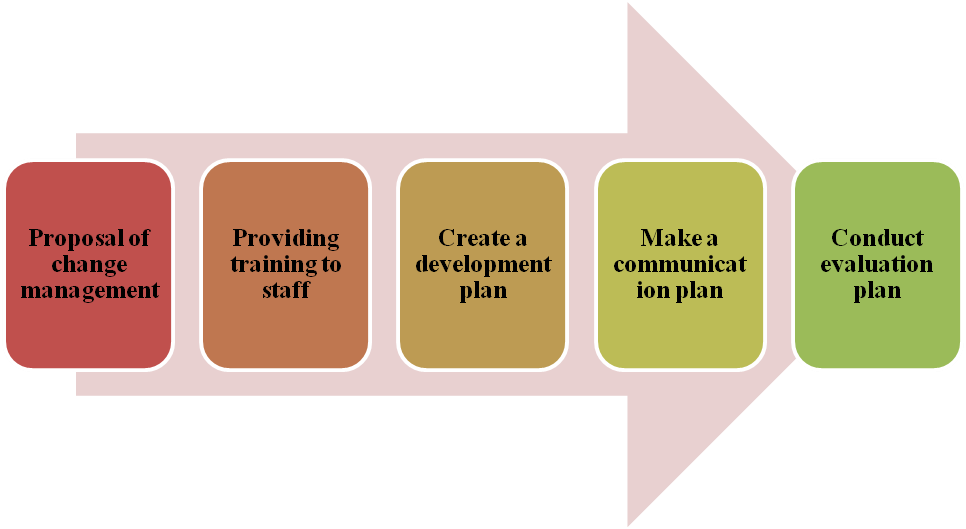 Proposal of
change
management
Providing
training to
staff
Create a
development
plan
Make a
communicat
ion plan
Conduct
evaluation
plan